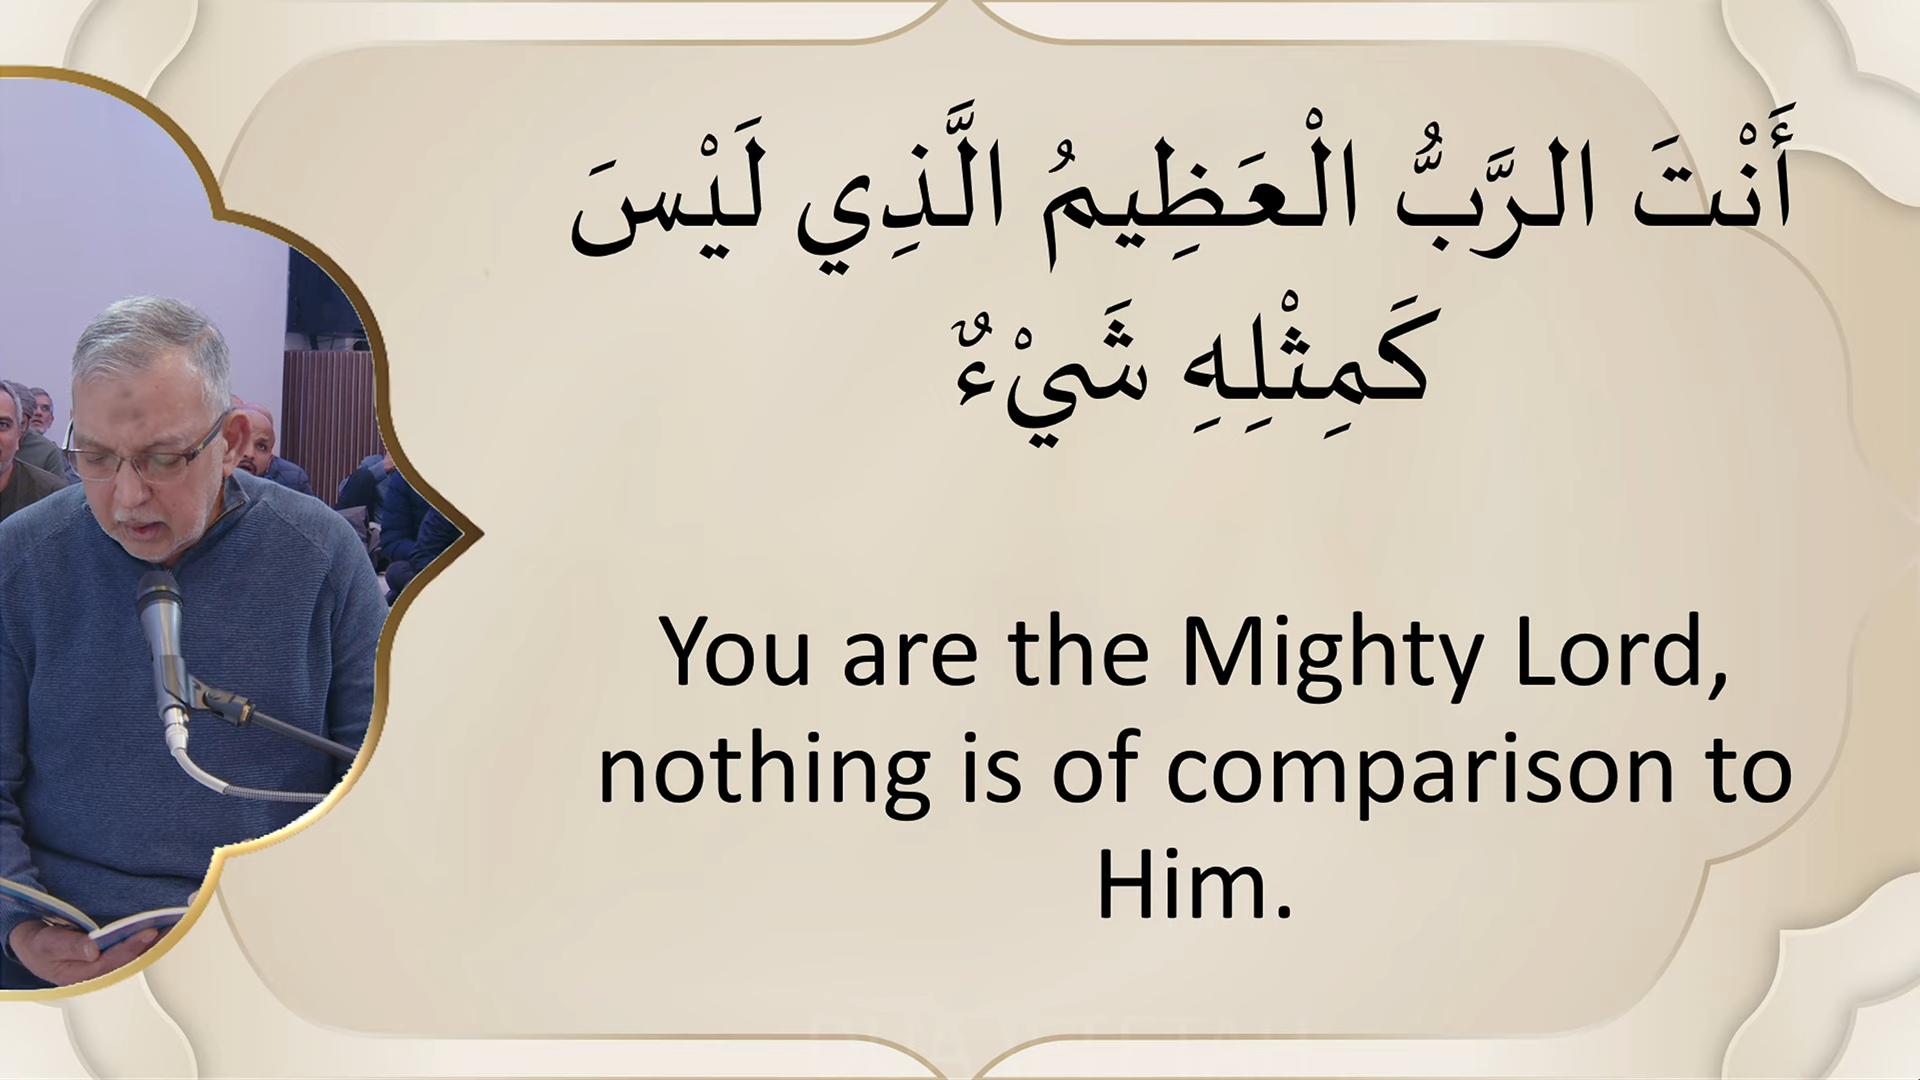 أَنْتَ الرَّبُّ الْعَظِيمُ الَّذِي لَيْسَ
كَمِثْلِهِ شَيْءٌ
You are the Mighty Lord,
nothing is of comparison to
Him.